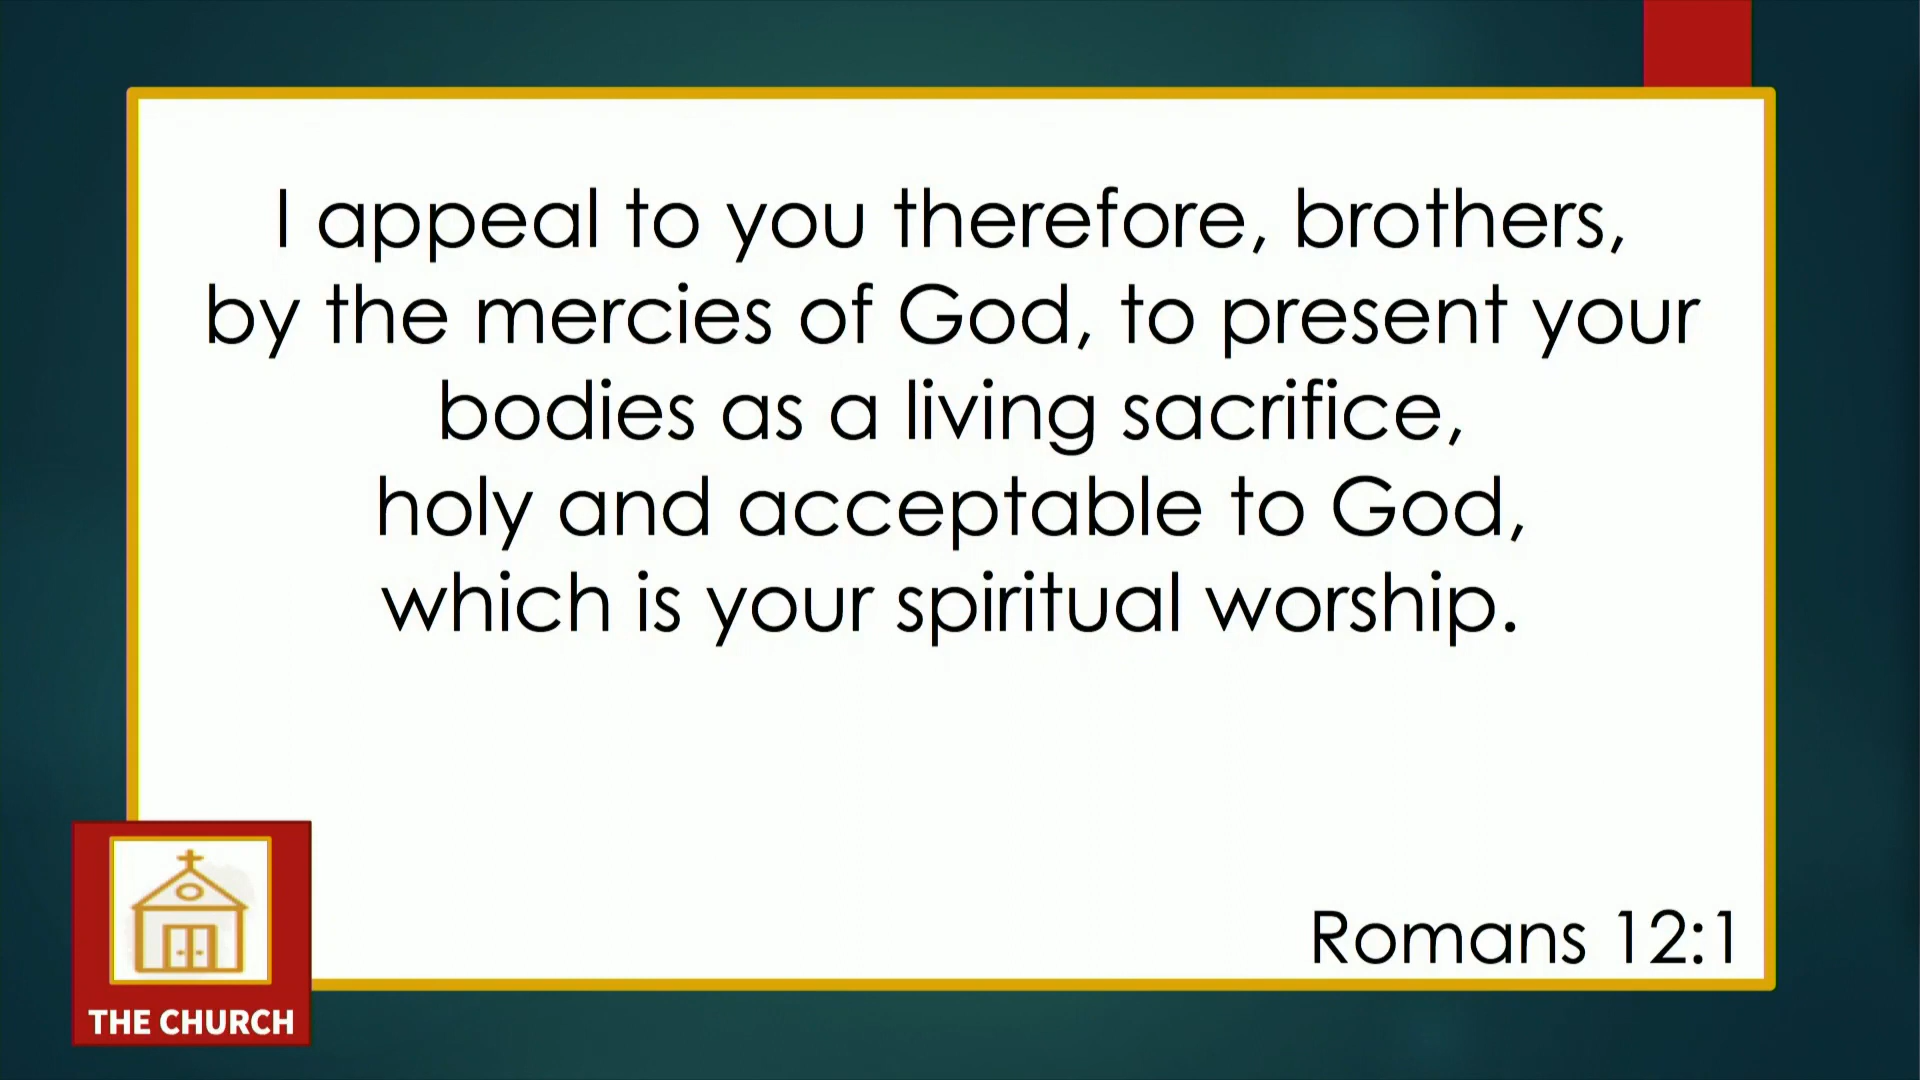 I appeal to you therefore, brothers,
by the mercies of God, to present your
bodies as a living sacrifice,
holy and acceptable to God,
which is your spiritual worship.
Romans 12:1
THE CHURCH